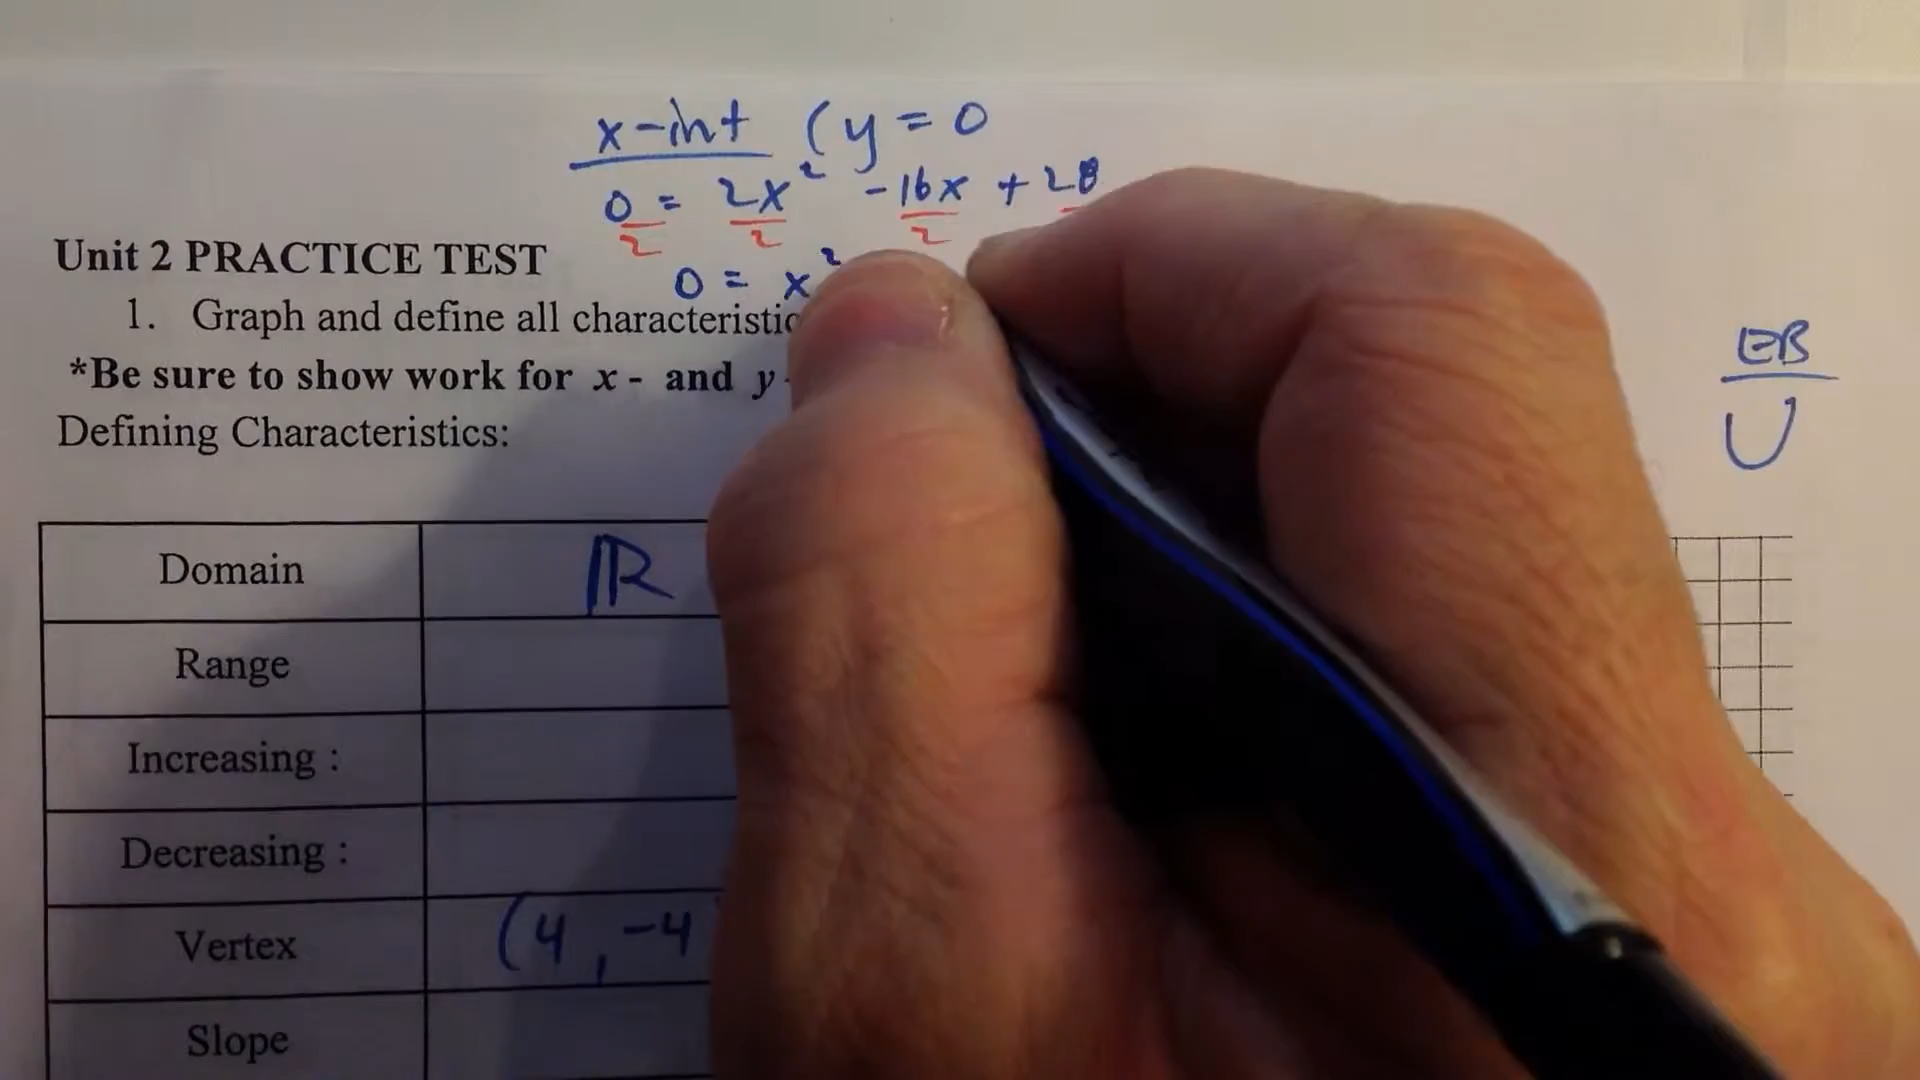 x-int (y = 0
0 = 2x² -16x + 28
2 2 2
0 = x²
Unit 2 PRACTICE TEST
1. Graph and define all
*Be sure to show work for x - and y
Defining Characteristics:
EB
U
Domain ℝ
Range
Increasing :
Decreasing :
Vertex (4, -4
Slope